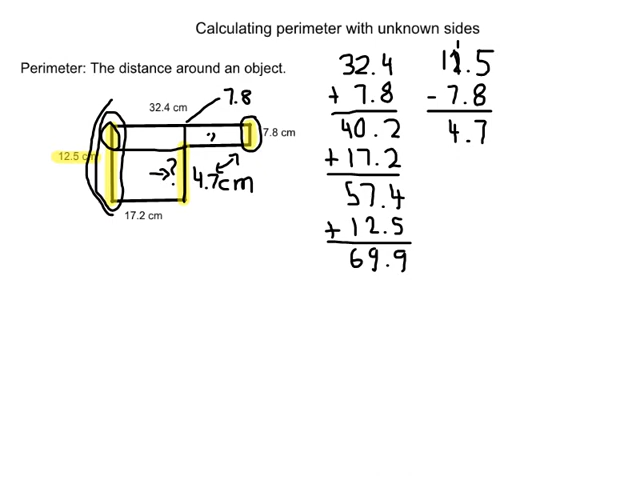 Calculating perimeter with unknown sides
Perimeter: The distance around an object.
32.4 cm
7.8
7.8 cm
12.5 cm
?
?
4.7cm
17.2 cm
32.4
+ 7.8
40.2
+17.2
57.4
+12.5
69.9
1
12.5
- 7.8
4.7